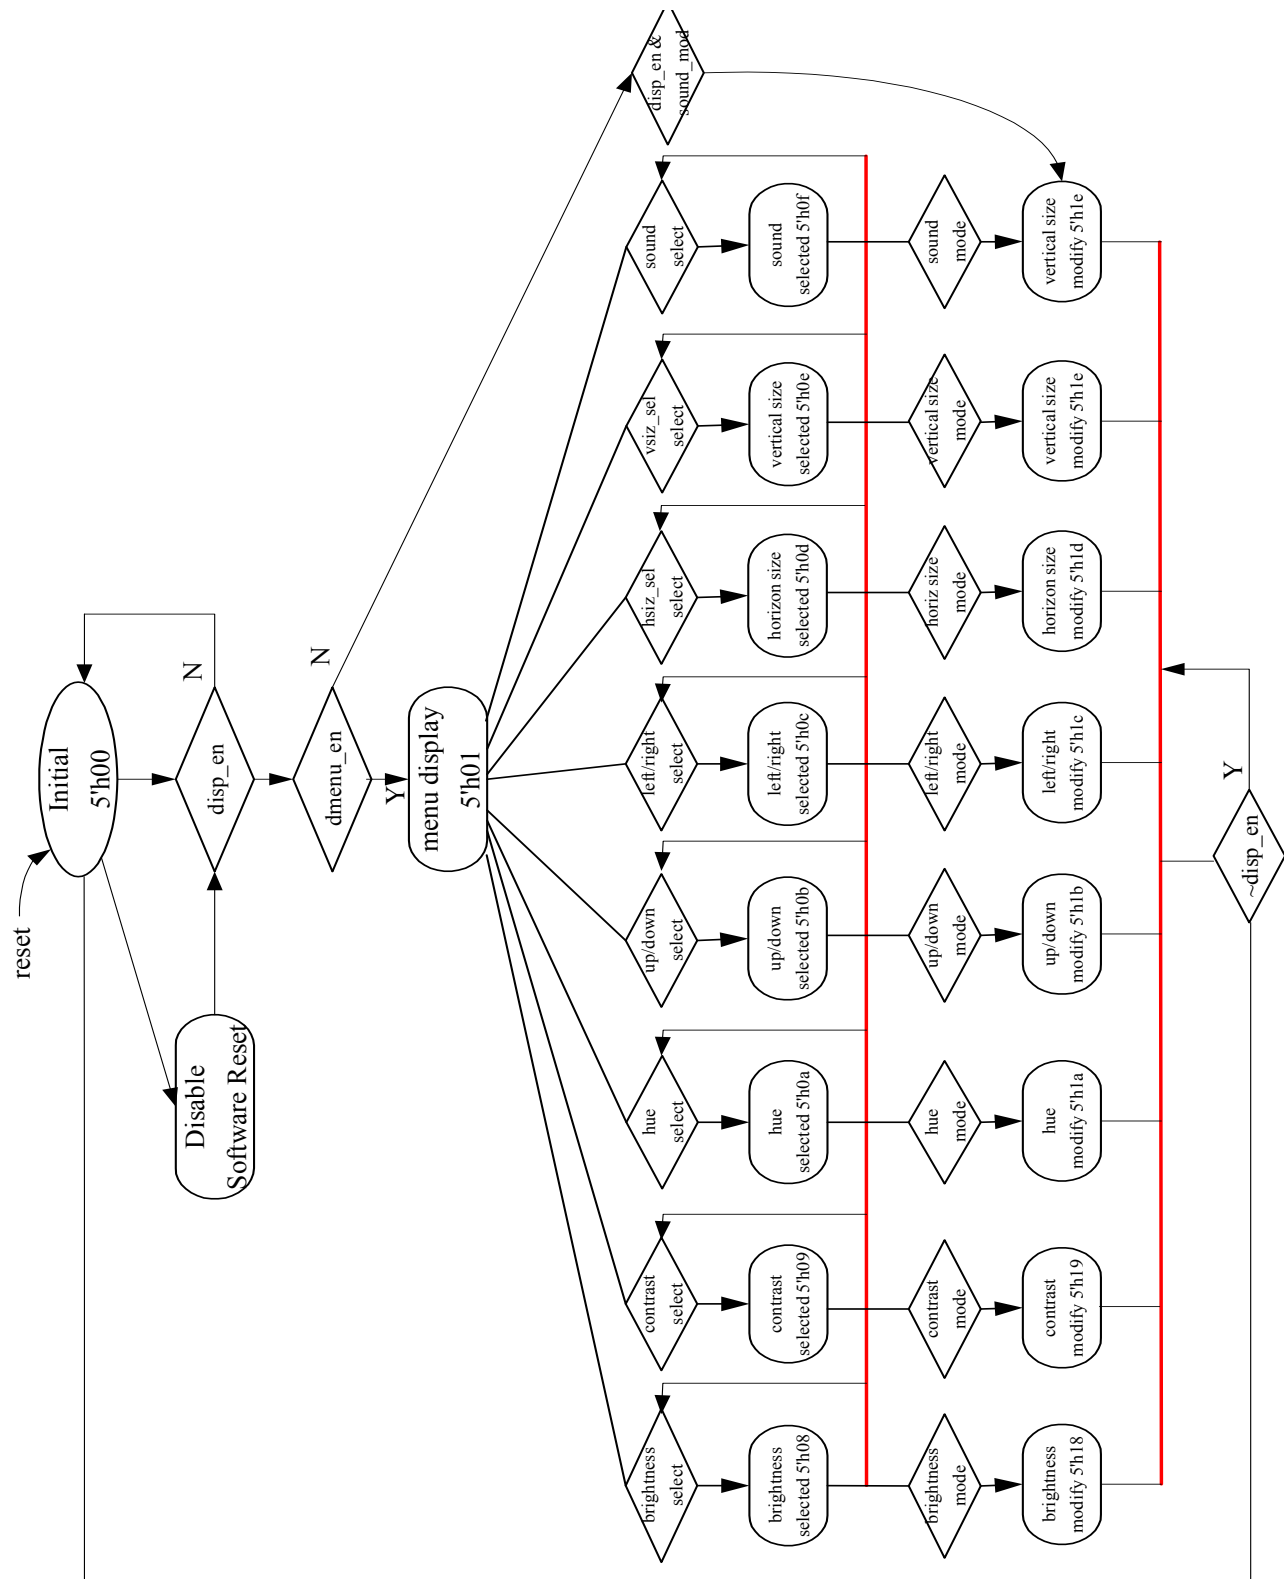 reset
Initial
5'h00
Disable
Software Reset
disp_en
N
dmenu_en
N
Y
menu display
5'h01
disp_en &
sound_mod
brightness
select
contrast
select
hue
select
up/down
select
left/right
select
hsiz_sel
select
vsiz_sel
select
sound
select
brightness
selected 5'h08
contrast
selected 5'h09
hue
selected 5'h0a
up/down
selected 5'h0b
left/right
selected 5'h0c
horizon size
selected 5'h0d
vertical size
selected 5'h0e
sound
selected 5'h0f
brightness
mode
contrast
mode
hue
mode
up/down
mode
left/right
mode
horiz size
mode
vertical size
mode
sound
mode
brightness
modify 5'h18
contrast
modify 5'h19
hue
modify 5'h1a
up/down
modify 5'h1b
left/right
modify 5'h1c
horizon size
modify 5'h1d
vertical size
modify 5'h1e
vertical size
modify 5'h1e
~disp_en
Y